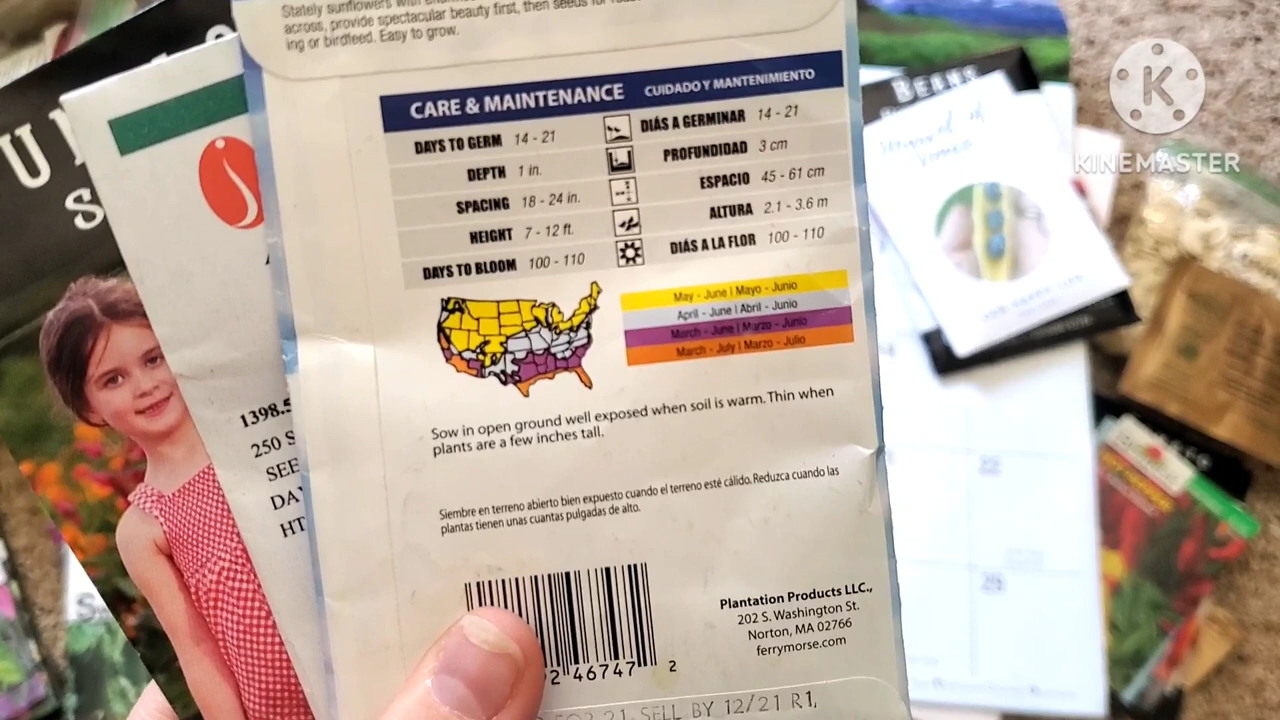 Stately sunflowers with
across, provide spectacular beauty first, then seeds for
ing or birdfeed. Easy to grow.
CARE & MAINTENANCE CUIDADO Y MANTENIMIENTO
DAYS TO GERM 14 - 21 DIÁS A GERMINAR 14 - 21
DEPTH 1 in. PROFUNDIDAD 3 cm
SPACING 18 - 24 in. ESPACIO 45 - 61 cm
HEIGHT 7 - 12 ft. ALTURA 2.1 - 3.6 m
DAYS TO BLOOM 100 - 110 DIÁS A LA FLOR 100 - 110
May - June | Mayo - Junio
April - June | Abril - Junio
March - June | Marzo - Junio
March - July | Marzo - Julio
Sow in open ground well exposed when soil is warm. Thin when
plants are a few inches tall.
Siembre en terreno abierto bien expuesto cuando el terreno esté cálido. Reduzca cuando las
plantas tienen unas cuantas pulgadas de alto.
2 46747 2
Plantation Products LLC.,
202 S. Washington St.
Norton, MA 02766
ferrymorse.com
SELL BY 12/21 R1,
1398.5
250 S
SEE
DA
HT
BEANS
22
29
K
KINEMASTER